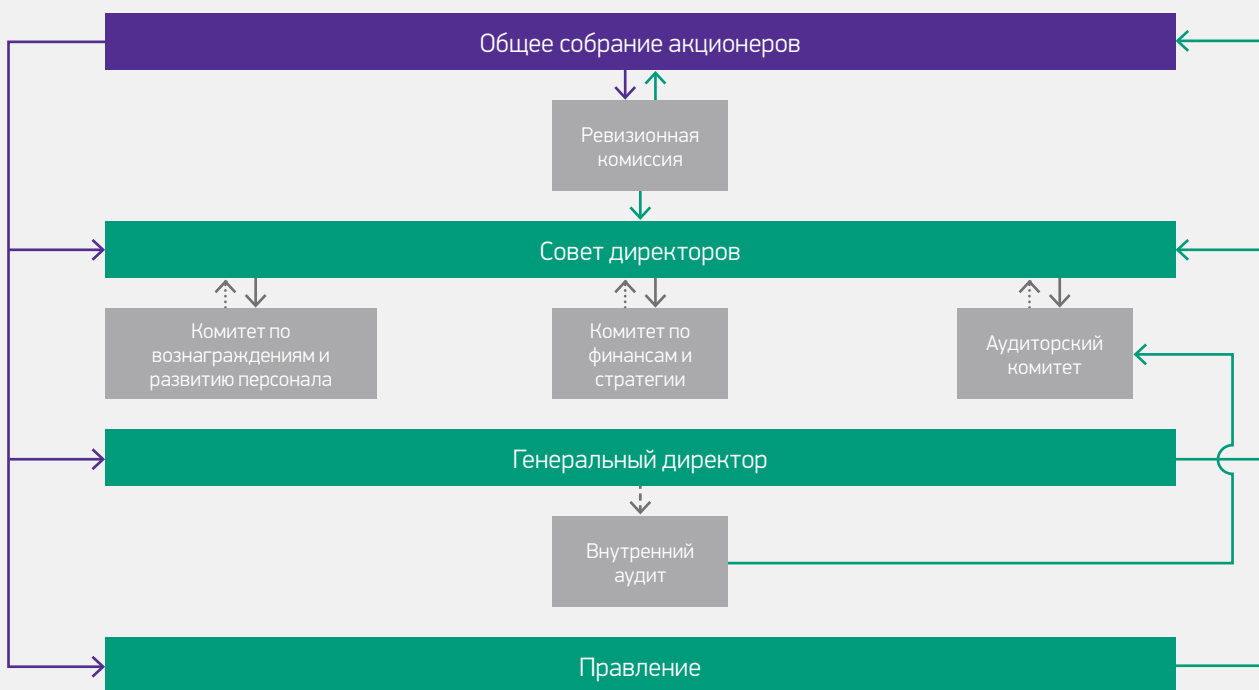 Общее собрание акционеров
Ревизионная
комиссия
Совет директоров
Комитет по
вознаграждениям и
развитию персонала
Комитет по
финансам и
стратегии
Аудиторский
комитет
Генеральный директор
Внутренний
аудит
Правление